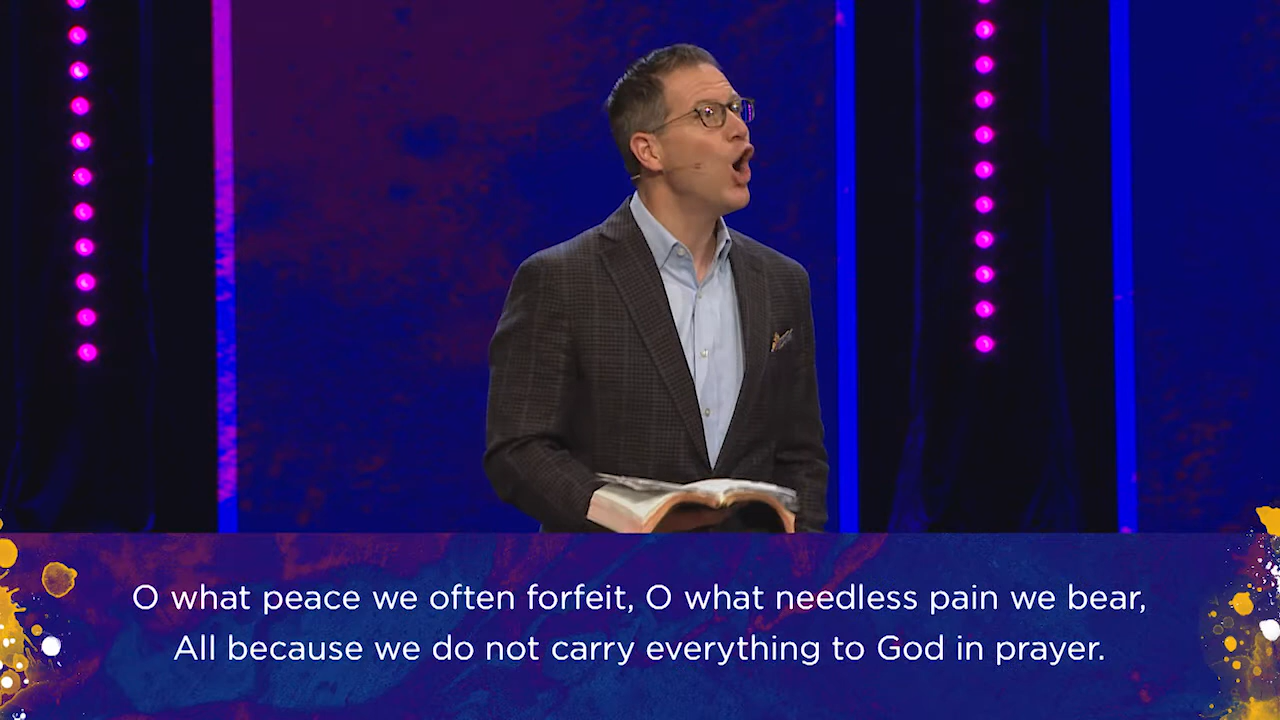 O what peace we often forfeit, O what needless pain we bear,
All because we do not carry everything to God in prayer.